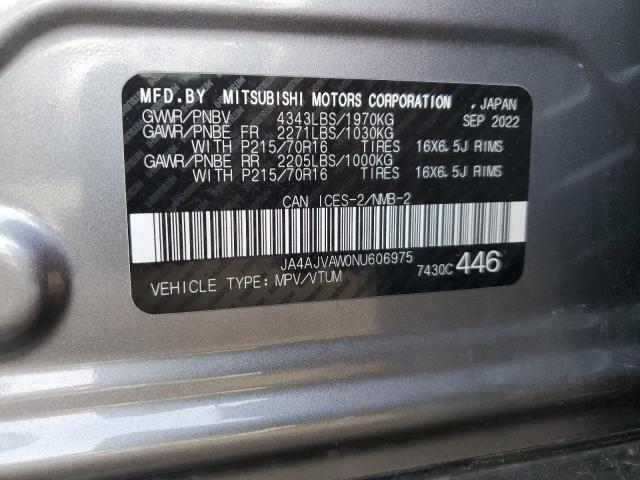 MFD.BY MITSUBISHI MOTORS CORPORATION , JAPAN
GVWR/PNBV 4343LBS/1970KG SEP 2022
GAWR/PNBE FR 2271LBS/1030KG
WITH P215/70R16 TIRES 16X6.5J RIMS
GAWR/PNBE RR 2205LBS/1000KG
WITH P215/70R16 TIRES 16X6.5J RIMS
CAN ICES-2/NMB-2
JA4AJVAW0NU606975
VEHICLE TYPE: MPV/VTUM 7430C 446